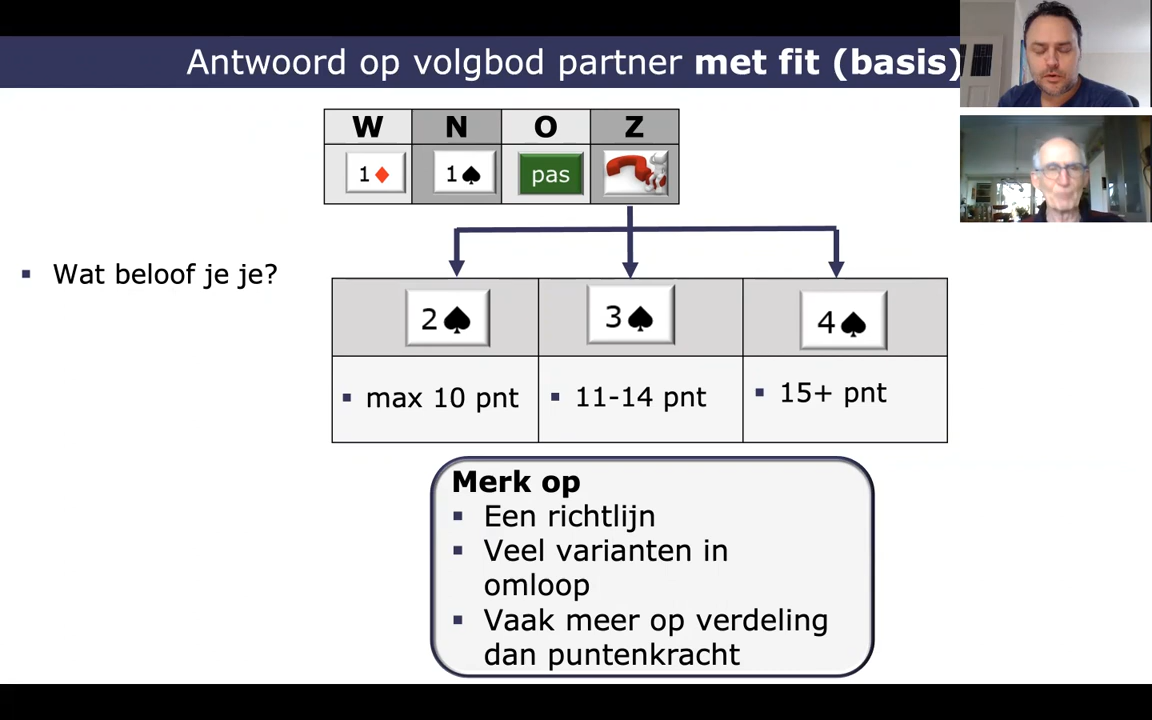 Antwoord op volgbod partner met fit (basis)
W N O Z
1♦ 1♠ pas
▪ Wat beloof je je?
2♠ 3♠ 4♠
▪ max 10 pnt ▪ 11-14 pnt ▪ 15+ pnt
Merk op
▪ Een richtlijn
▪ Veel varianten in
omloop
▪ Vaak meer op verdeling
dan puntenkracht